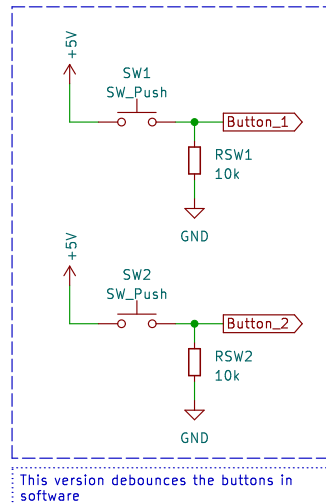 +5V
SW1
SW_Push
Button_1
RSW1
10k
GND
+5V
SW2
SW_Push
Button_2
RSW2
10k
GND
This version debounces the buttons in
software